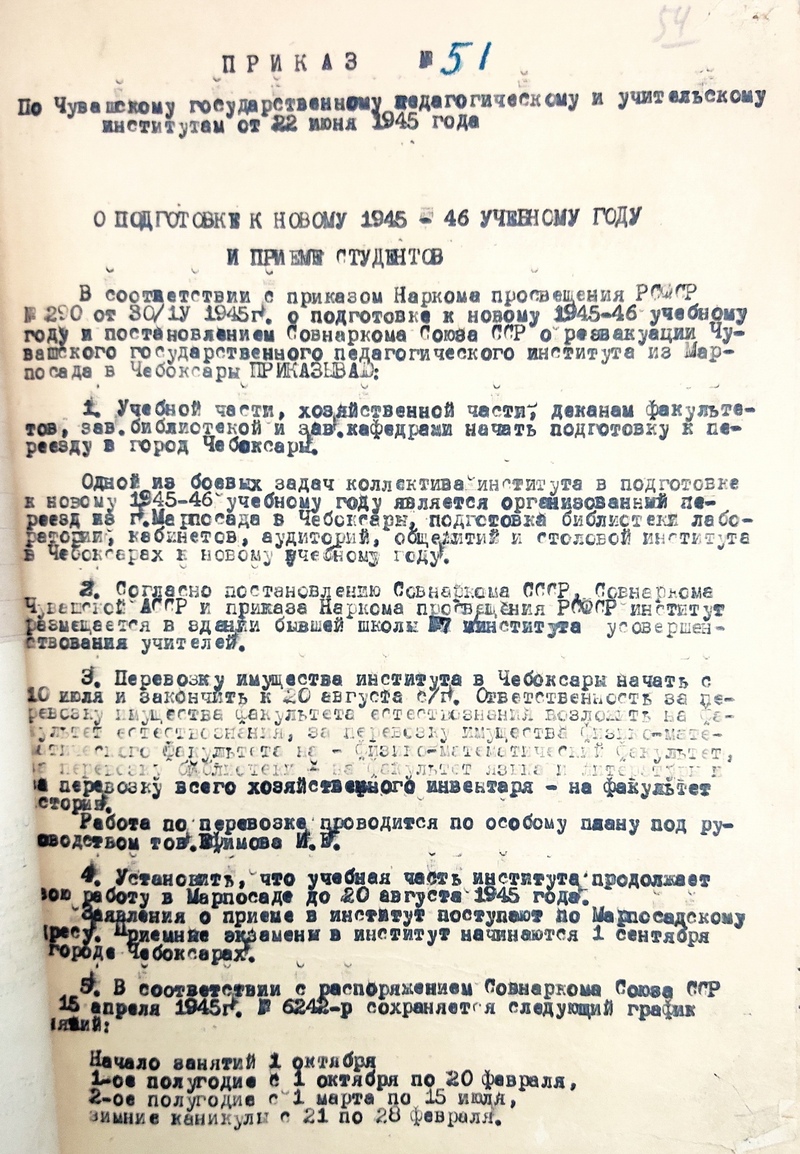 54
ПРИКАЗ № 51
По Чувашскому государственному педагогическому и учительскому
институтам от 22 июня 1945 года
О ПОДГОТОВКЕ К НОВОМУ 1945 - 46 УЧЕБНОМУ ГОДУ
И ПРИЕМЕ СТУДЕНТОВ
В соответствии с приказом Наркома просвещения РСФСР
№ 290 от 30/1У 1945г. о подготовке к новому 1945-46 учебному
году и постановлением Совнаркома Союза ССР о реэвакуации Чу-
вашского государственного педагогического института из Мар-
посада в Чебоксары ПРИКАЗЫВАЮ:
1. Учебной части, хозяйственной части, деканам факульте-
тов, зав.библиотекой и зав.кафедрами начать подготовку к пе-
реезду в город Чебоксары.
Одной из боевых задач коллектива института в подготовке
к новому 1945-46 учебному году является организованный пе-
реезд из г.Марпосада в Чебоксары, подготовка библиотеки лабо-
ратории, кабинетов, аудиторий, общежитий и столовой института
в Чебоксарах к новому учебному году.
2. Согласно постановлению Совнаркома СССР, Совнаркома
Чувашской АССР и приказа Наркома просвещения РСФСР институт
размещается в здании бывшей школы №7 института усовершен-
ствования учителей.
3. Перевозку имущества института в Чебоксары начать с
10 июля и закончить к 20 августа с/г. Ответственность за пе-
ревозку имущества факультета естествознания возложить на фа-
культет естествознания, за перевозку имущества физико-мате-
матического факультета на - физико-математический факультет,
за перевозку библиотеки - на факультет языка и литературы и
а перевозку всего хозяйственного инвентаря - на факультет
стории.
Работа по перевозке проводится по особому плану под ру-
оводством тов.Ефимова И.Е.
4. Установить, что учебная часть института продолжает
вою работу в Марпосаде до 20 августа 1945 года.
Заявления о приеме в институт поступают по Марпосадскому
дресу. Приемные экзамены в институт начинаются 1 сентября
городе Чебоксарах.
5. В соответствии с распоряжением Совнаркома Союза ССР
15 апреля 1945г. № 6242-р сохраняется следующий график
нятий:
Начало занятий 1 октября
1-ое полугодие с 1 октября по 20 февраля,
2-ое полугодие с 1 марта по 15 июля,
зимние каникулы с 21 по 28 февраля.